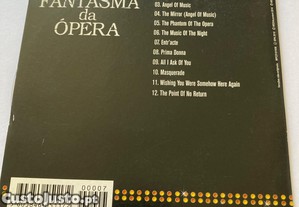 FANTASMA
da
ÓPERA
03. Angel Of Music
04. The Mirror (Angel Of Music)
05. The Phantom Of The Opera
06. The Music Of The Night
07. Entr'acte
08. Prima Donna
09. All I Ask Of You
10. Masquerade
11. Wishing You Were Somehow Here Again
12. The Point Of No Return
00007
CustoJusto.pt